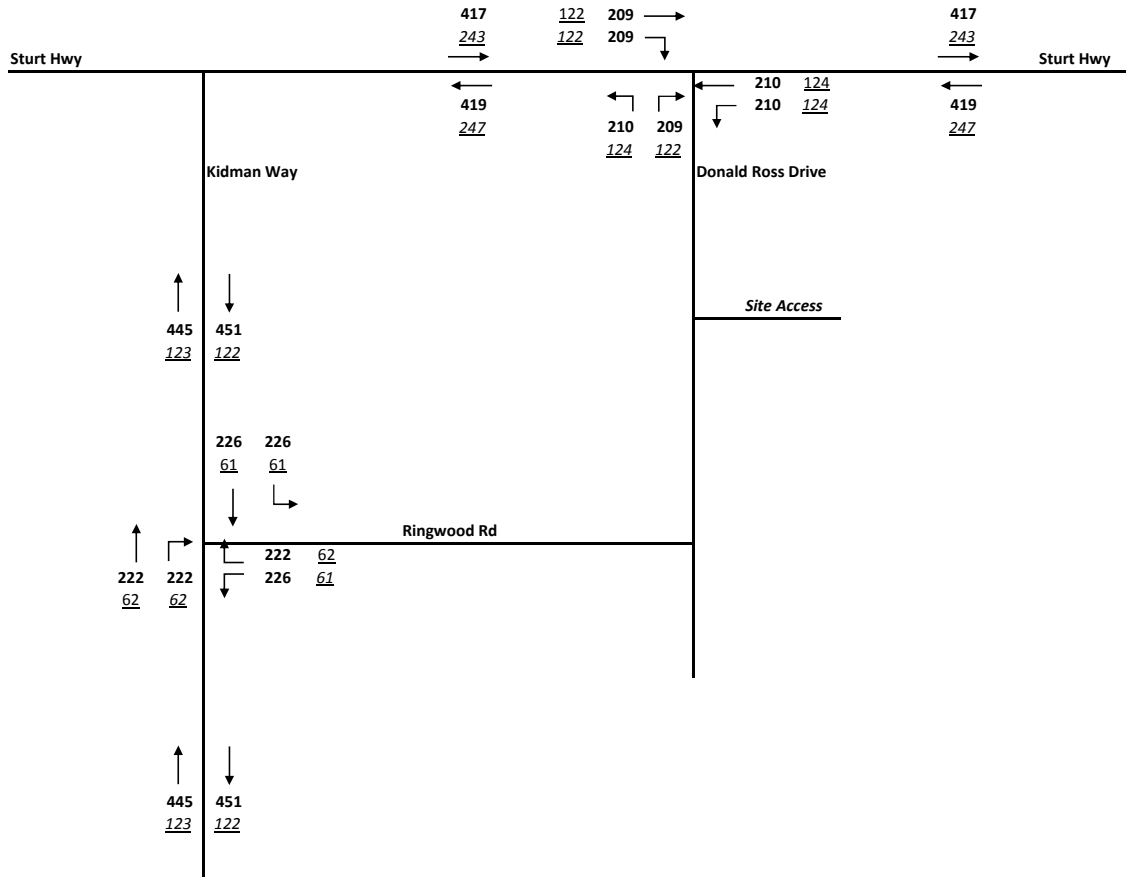 417 122 209 417
243 122 209 243
Sturt Hwy Sturt Hwy
210 124
419 210 124 419
247 210 209 247
124 122
Kidman Way Donald Ross Drive
Site Access
445 451
123 122
226 226
61 61
Ringwood Rd
222 62
222 222 226 61
62 62
445 451
123 122